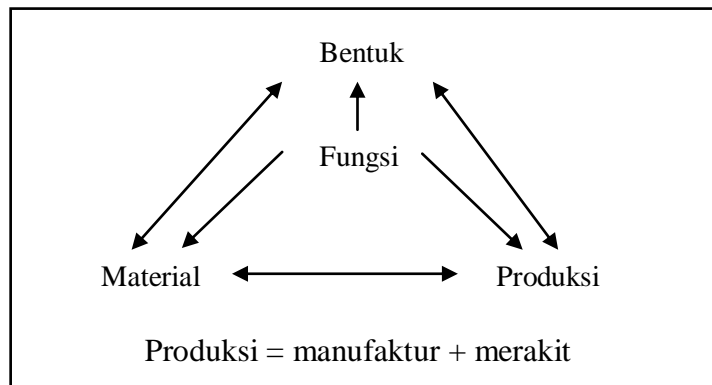 Bentuk
Fungsi
Material Produksi
Produksi = manufaktur + merakit